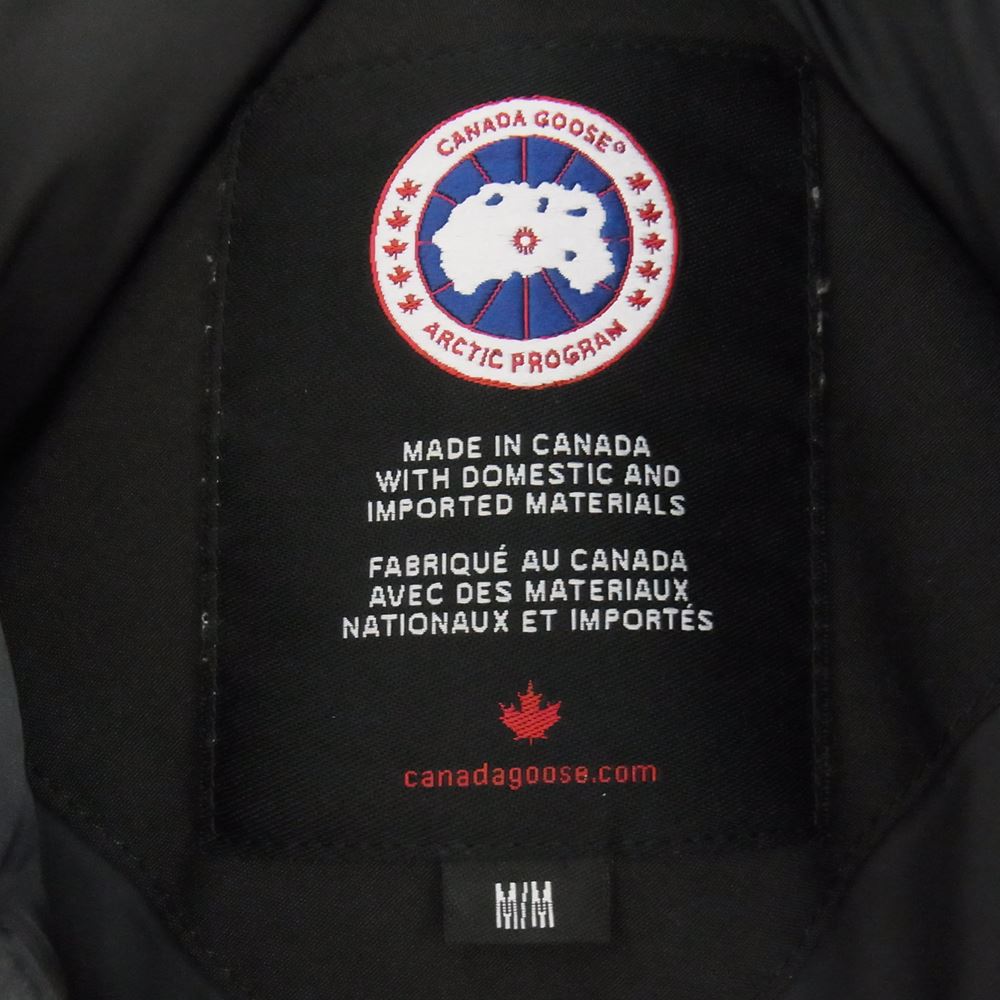 CANADA GOOSE®
ARCTIC PROGRAM
MADE IN CANADA
WITH DOMESTIC AND
IMPORTED MATERIALS
FABRIQUÉ AU CANADA
AVEC DES MATERIAUX
NATIONAUX ET IMPORTÉS
canadagoose.com
M/M